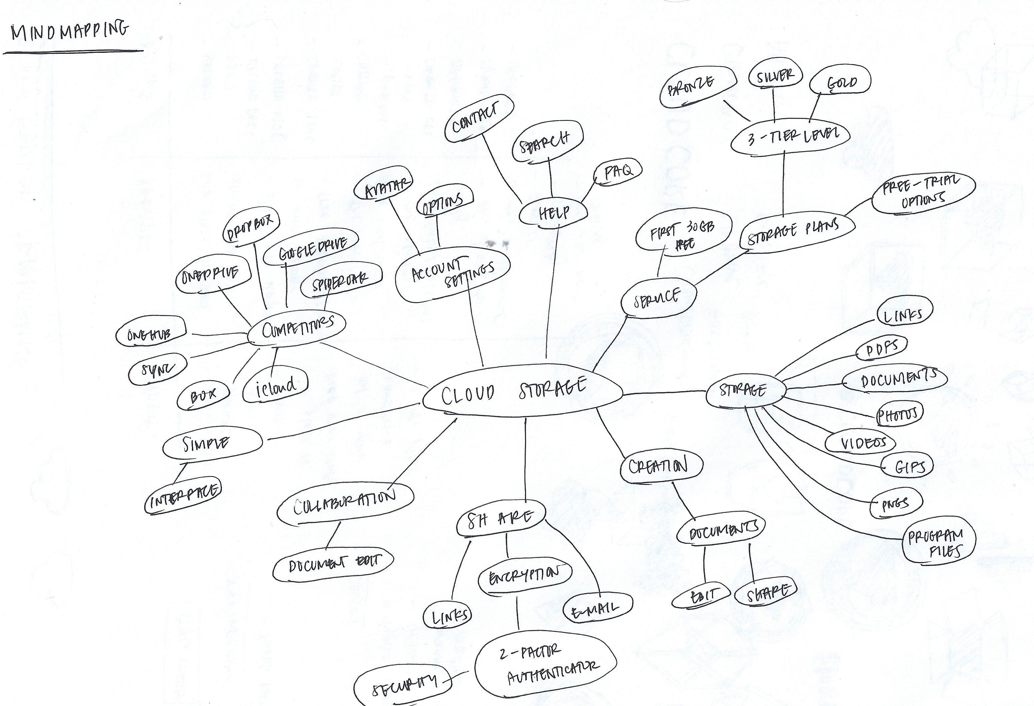 MINDMAPPING
BRONZE
SILVER
GOLD
3-TIER LEVEL
CONTACT
SEARCH
FAQ
HELP
AVATAR
OPTIONS
ACCOUNT
SETTINGS
FREE-TRIAL
OPTIONS
STORAGE PLANS
FIRST 30GB
FREE
SERVICE
DROPBOX
GOOGLEDRIVE
ONEDRIVE
SPIDEROAK
COMPETITORS
ONEHUB
SYNC
BOX
iCloud
CLOUD STORAGE
STORAGE
LINKS
PDFS
DOCUMENTS
PHOTOS
VIDEOS
GIFS
PNGS
PROGRAM
FILES
SIMPLE
INTERFACE
COLLABORATION
DOCUMENT EDIT
SHARE
LINKS
ENCRYPTION
E-MAIL
2-FACTOR
AUTHENTICATOR
SECURITY
CREATION
DOCUMENTS
EDIT
SHARE